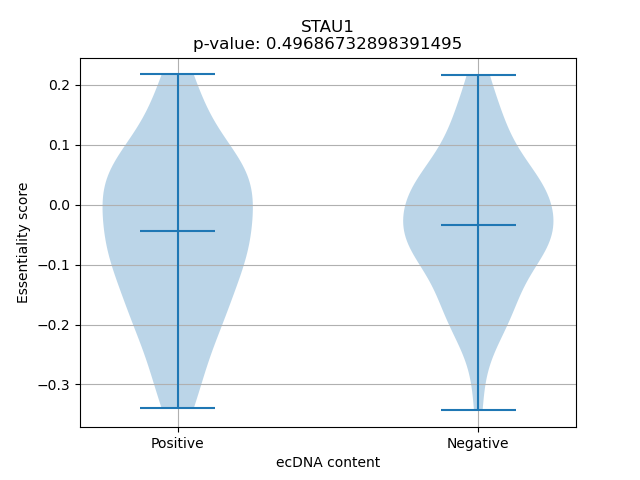 STAU1
p-value: 0.49686732898391495
0.2
0.1
0.0
−0.1
−0.2
−0.3
Essentiality score
Positive
Negative
ecDNA content